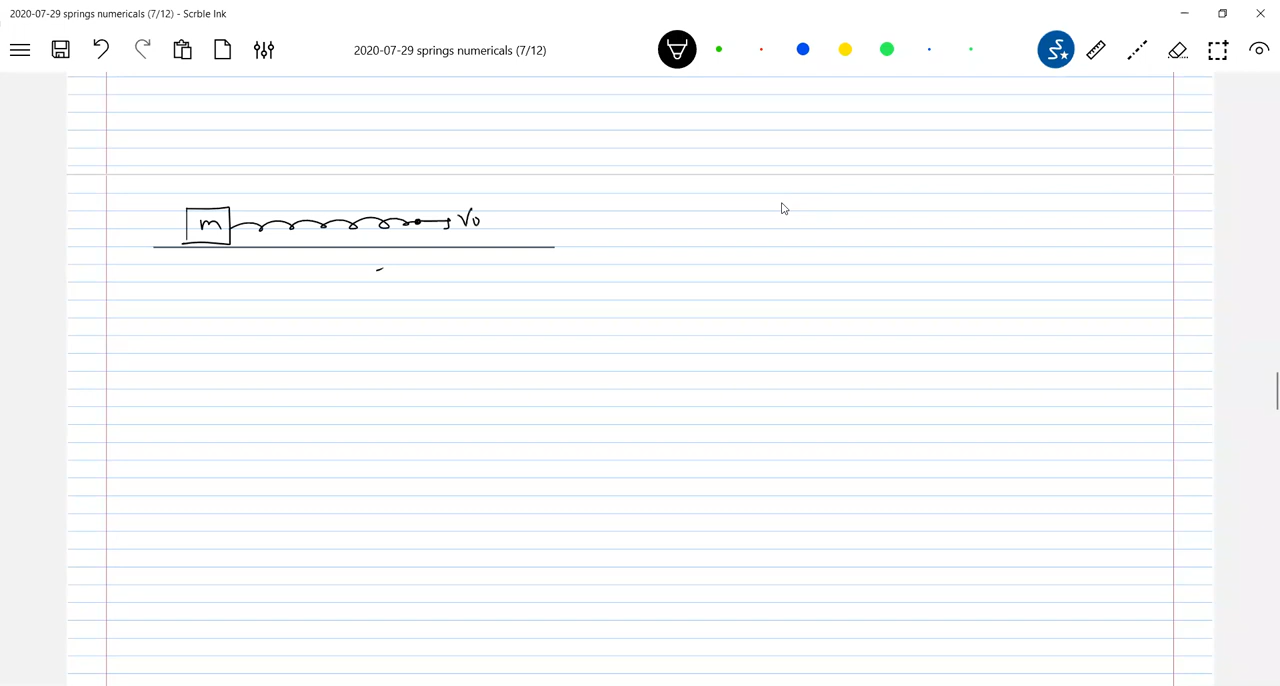 2020-07-29 springs numericals (7/12) - Scrble Ink
2020-07-29 springs numericals (7/12)
m V0